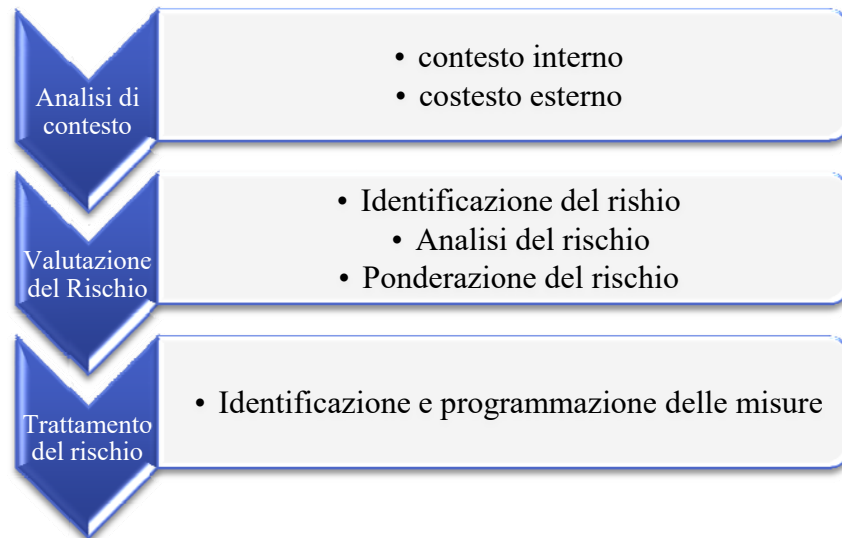 Analisi di
contesto
• contesto interno
• costesto esterno
Valutazione
del Rischio
• Identificazione del rishio
• Analisi del rischio
• Ponderazione del rischio
Trattamento
del rischio
• Identificazione e programmazione delle misure